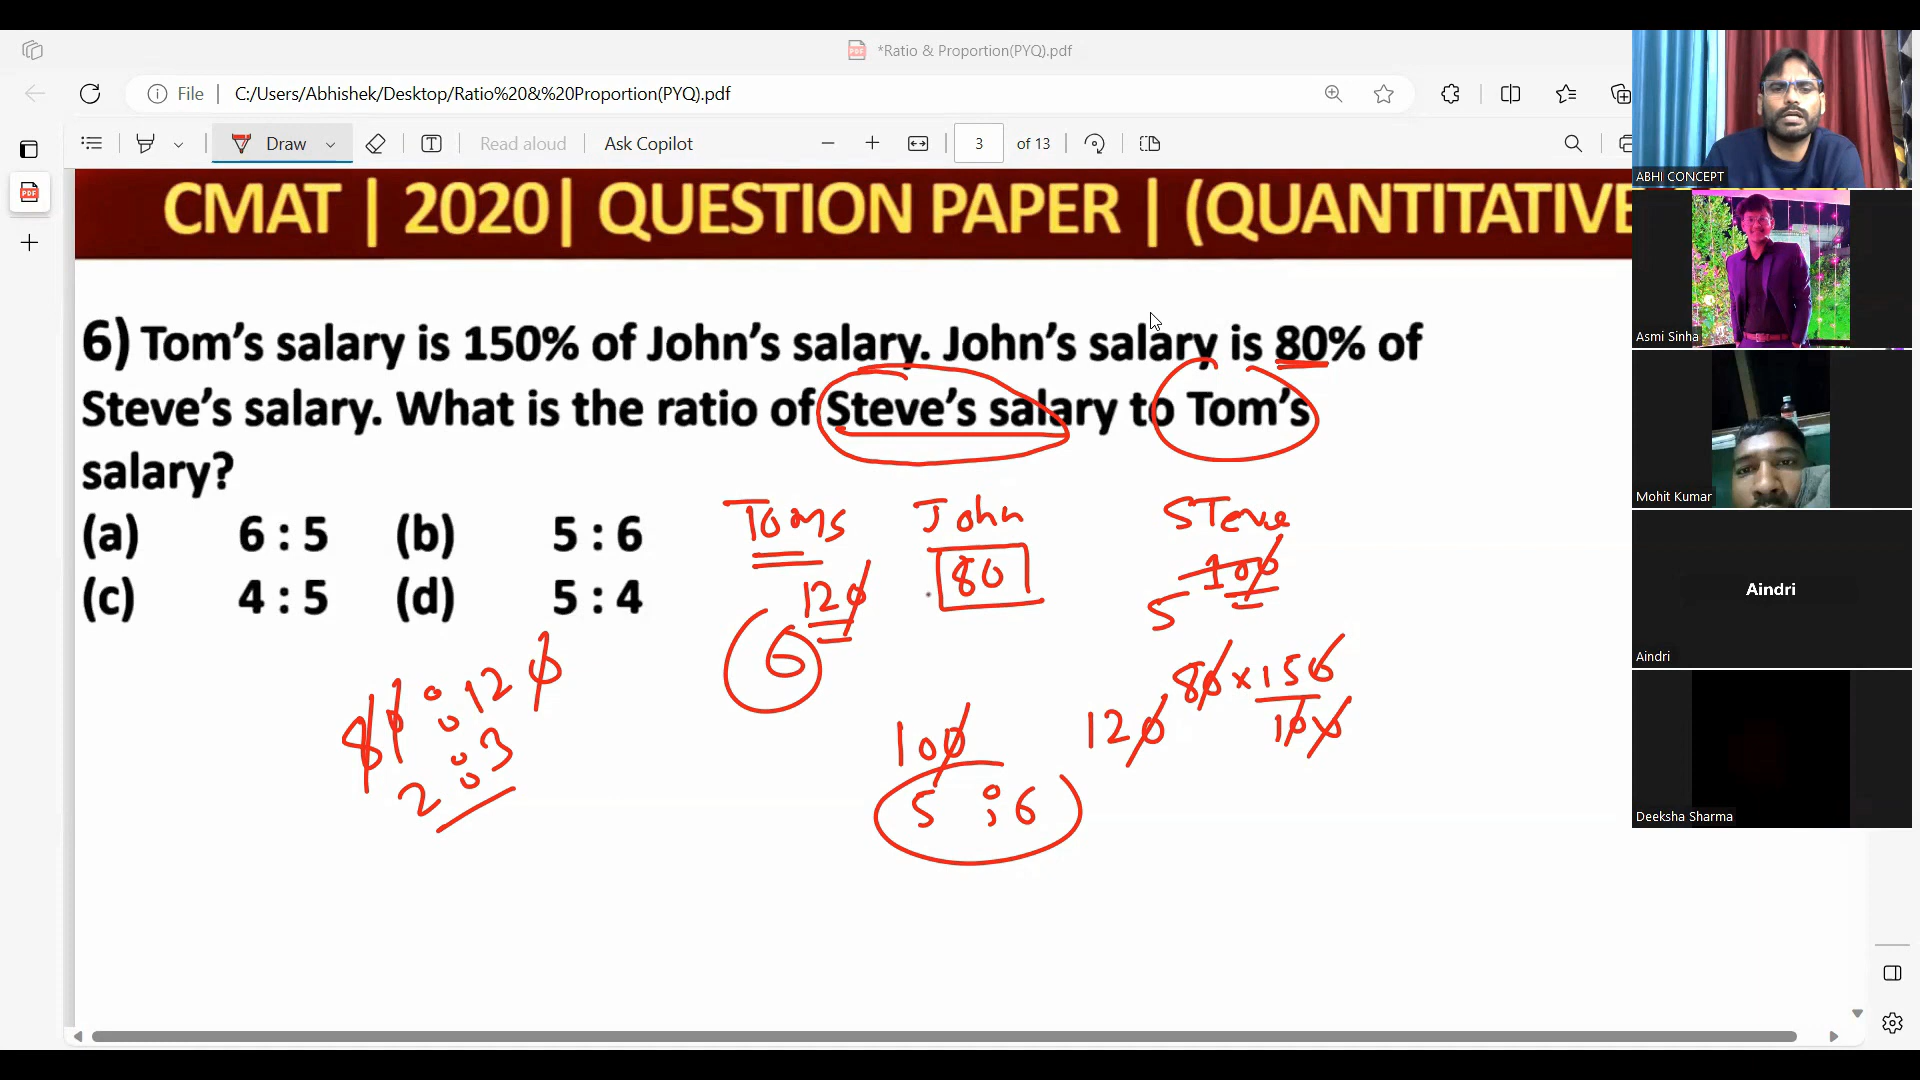 *Ratio & Proportion(PYQ).pdf
File | C:/Users/Abhishek/Desktop/Ratio%20&%20Proportion(PYQ).pdf
Draw Read aloud Ask Copilot 3 of 13
CMAT | 2020| QUESTION PAPER | (QUANTITATIVE
6) Tom's salary is 150% of John's salary. John's salary is 80% of
Steve's salary. What is the ratio of Steve's salary to Tom's
salary?
(a) 6 : 5 (b) 5 : 6
(c) 4 : 5 (d) 5 : 4
Toms John Steve
120 80 100
6 5
80 : 120
2 : 3
80 × 150
100
100 120
5 : 6
ABHI CONCEPT
Asmi Sinha
Mohit Kumar
Aindri
Aindri
Deeksha Sharma